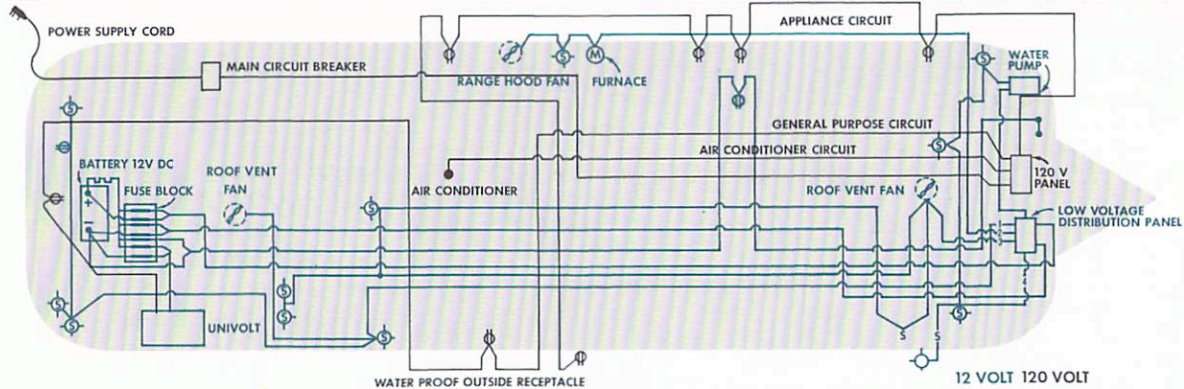 POWER SUPPLY CORD
APPLIANCE CIRCUIT
MAIN CIRCUIT BREAKER
S
M
RANGE HOOD FAN
FURNACE
S
WATER
PUMP
S
GENERAL PURPOSE CIRCUIT
AIR CONDITIONER CIRCUIT
S
BATTERY 12V DC
ROOF VENT
FAN
FUSE BLOCK
AIR CONDITIONER
ROOF VENT FAN
120 V
PANEL
+
−
S
LOW VOLTAGE
DISTRIBUTION PANEL
S
S
S
S
S
UNIVOLT
S
S
S
S
S
WATER PROOF OUTSIDE RECEPTACLE
12 VOLT 120 VOLT